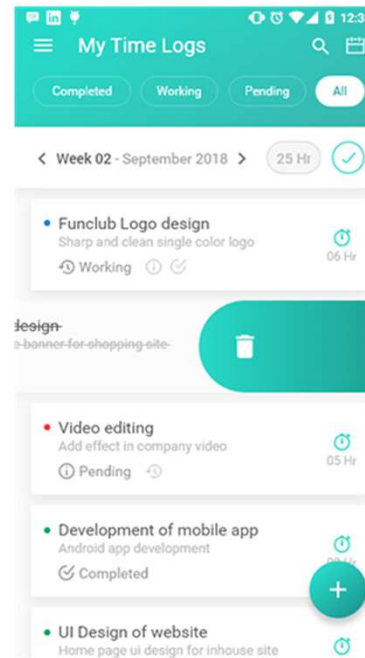 12:3
My Time Logs
Completed Working Pending All
Week 02 - September 2018 25 Hr
Funclub Logo design
Sharp and clean single color logo
06 Hr
Working
design
banner for shopping site
Video editing
Add effect in company video
05 Hr
Pending
Development of mobile app
Android app development
Completed
UI Design of website
Home page ui design for inhouse site